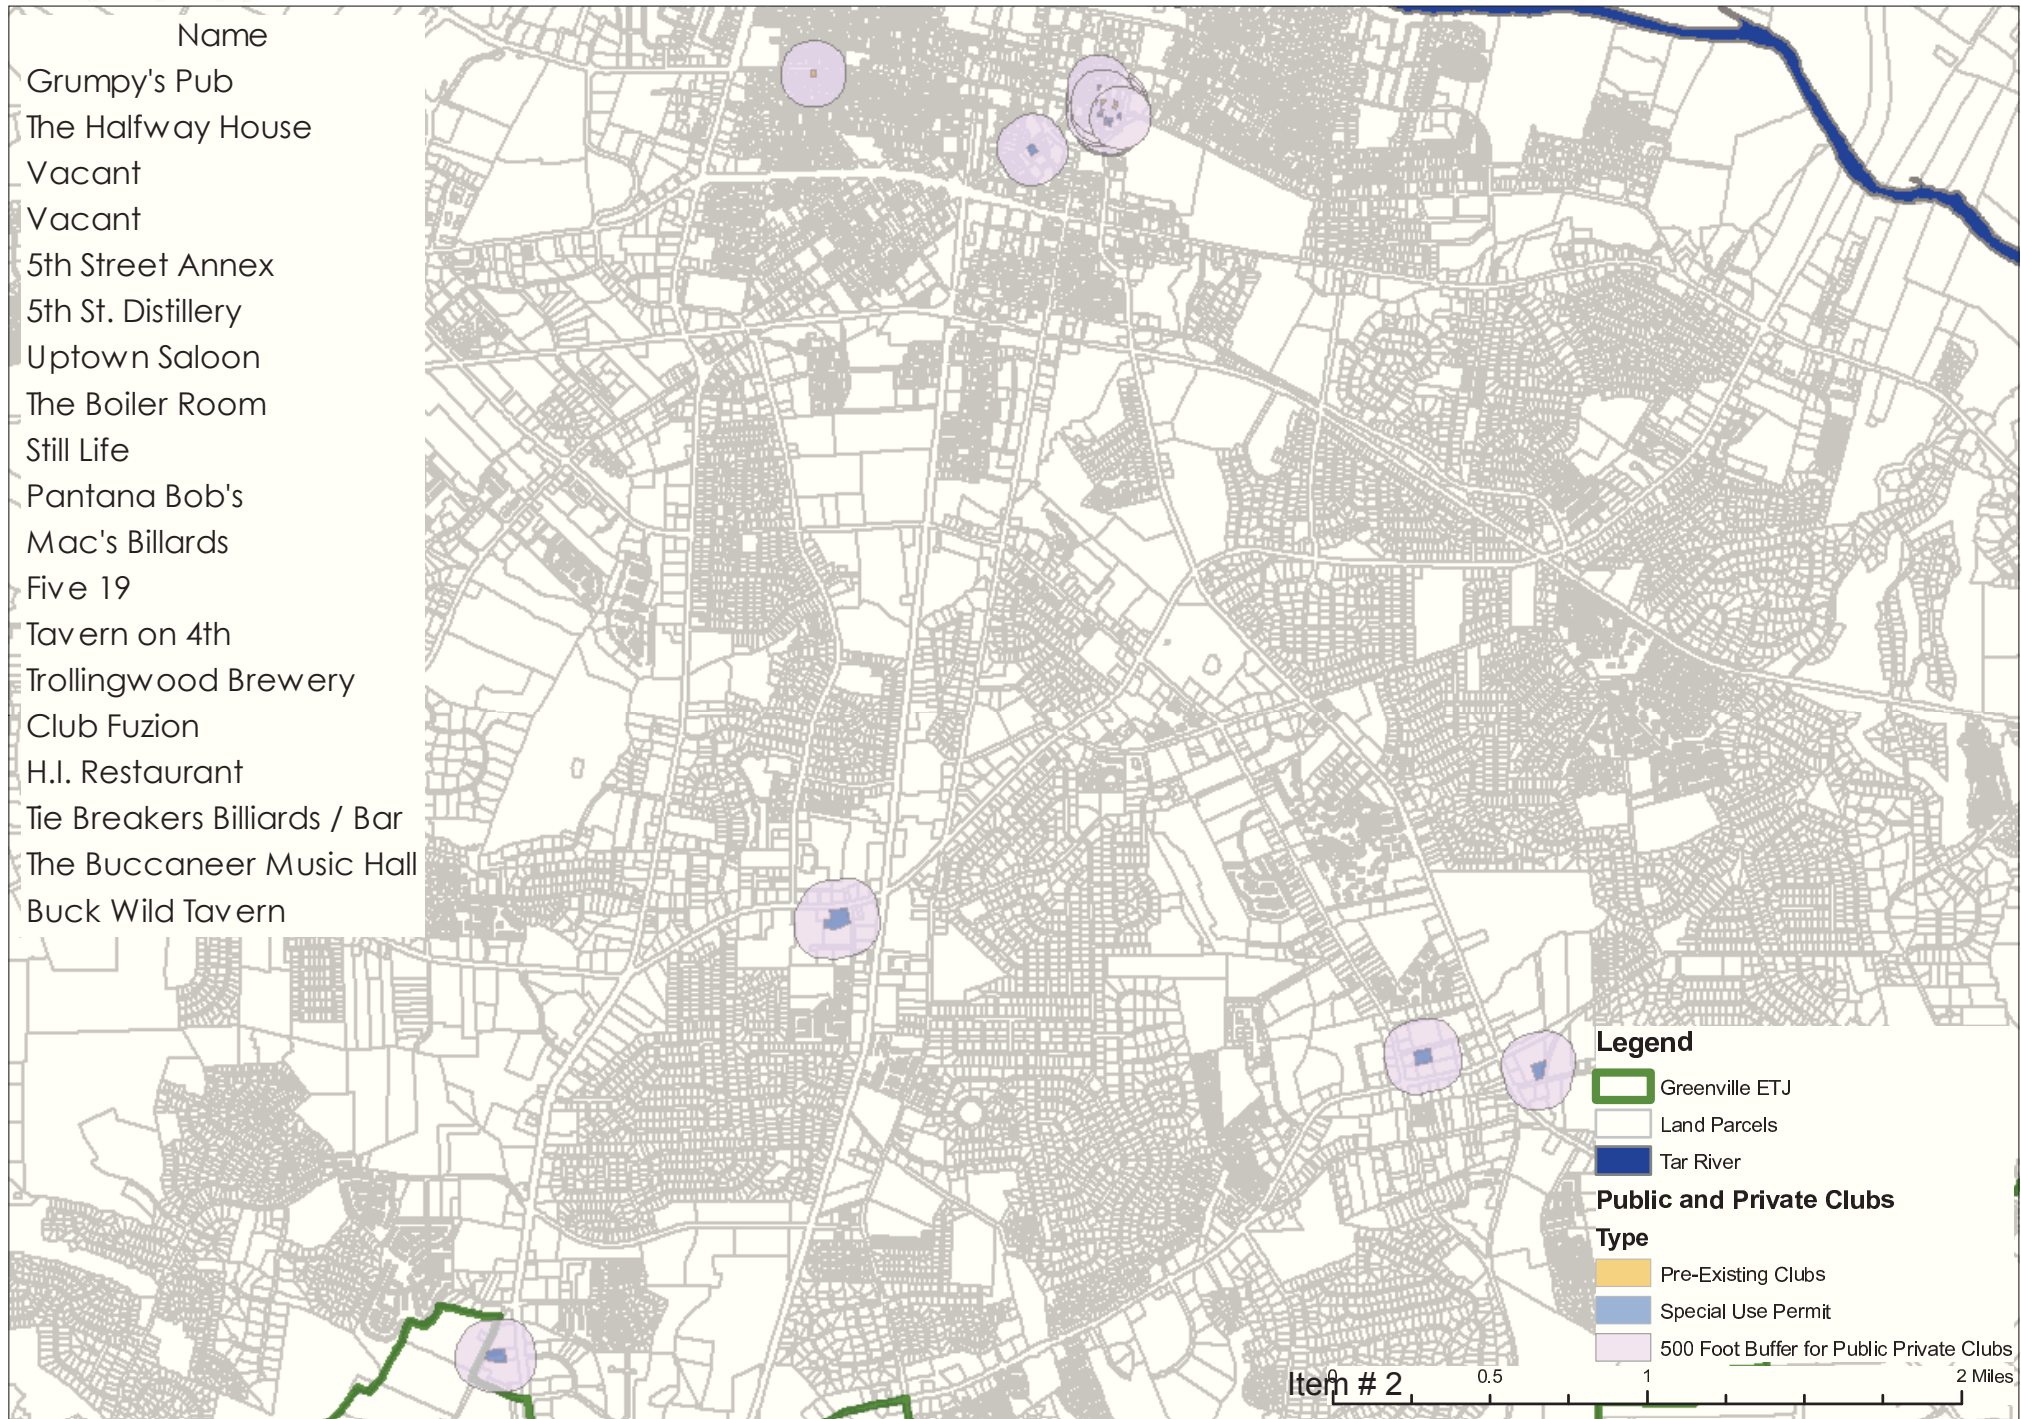 Name
Grumpy's Pub
The Halfway House
Vacant
Vacant
5th Street Annex
5th St. Distillery
Uptown Saloon
The Boiler Room
Still Life
Pantana Bob's
Mac's Billards
Five 19
Tavern on 4th
Trollingwood Brewery
Club Fuzion
H.I. Restaurant
Tie Breakers Billiards / Bar
The Buccaneer Music Hall
Buck Wild Tavern
Legend
Greenville ETJ
Land Parcels
Tar River
Public and Private Clubs
Type
Pre-Existing Clubs
Special Use Permit
500 Foot Buffer for Public Private Clubs
0 0.5 1 2 Miles
Item # 2